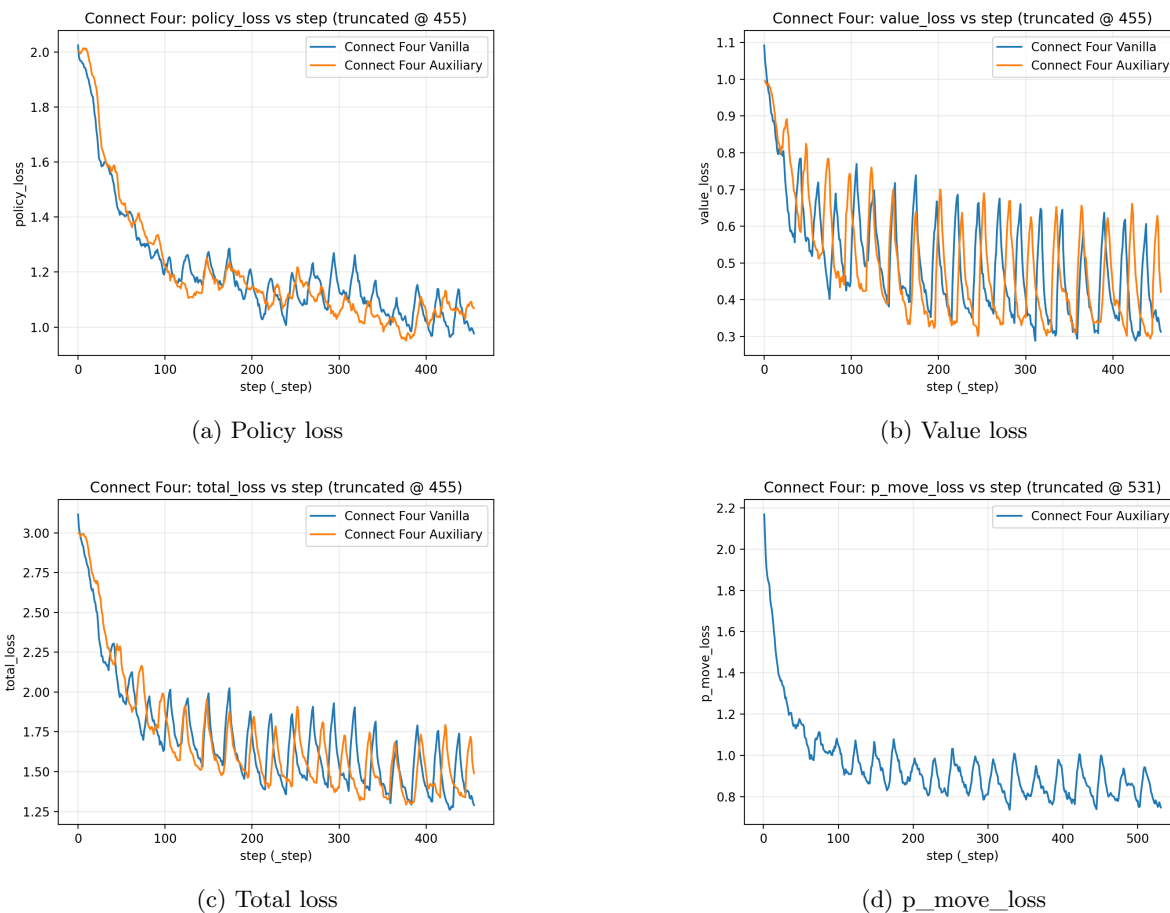 Connect Four: policy_loss vs step (truncated @ 455)
Connect Four Vanilla
Connect Four Auxiliary
2.0
1.8
1.6
1.4
1.2
1.0
policy_loss
0 100 200 300 400
step (_step)
(a) Policy loss
Connect Four: value_loss vs step (truncated @ 455)
Connect Four Vanilla
Connect Four Auxiliary
1.1
1.0
0.9
0.8
0.7
0.6
0.5
0.4
0.3
value_loss
0 100 200 300 400
step (_step)
(b) Value loss
Connect Four: total_loss vs step (truncated @ 455)
Connect Four Vanilla
Connect Four Auxiliary
3.00
2.75
2.50
2.25
2.00
1.75
1.50
1.25
total_loss
0 100 200 300 400
step (_step)
(c) Total loss
Connect Four: p_move_loss vs step (truncated @ 531)
Connect Four Auxiliary
2.2
2.0
1.8
1.6
1.4
1.2
1.0
0.8
p_move_loss
0 100 200 300 400 500
step (_step)
(d) p_move_loss